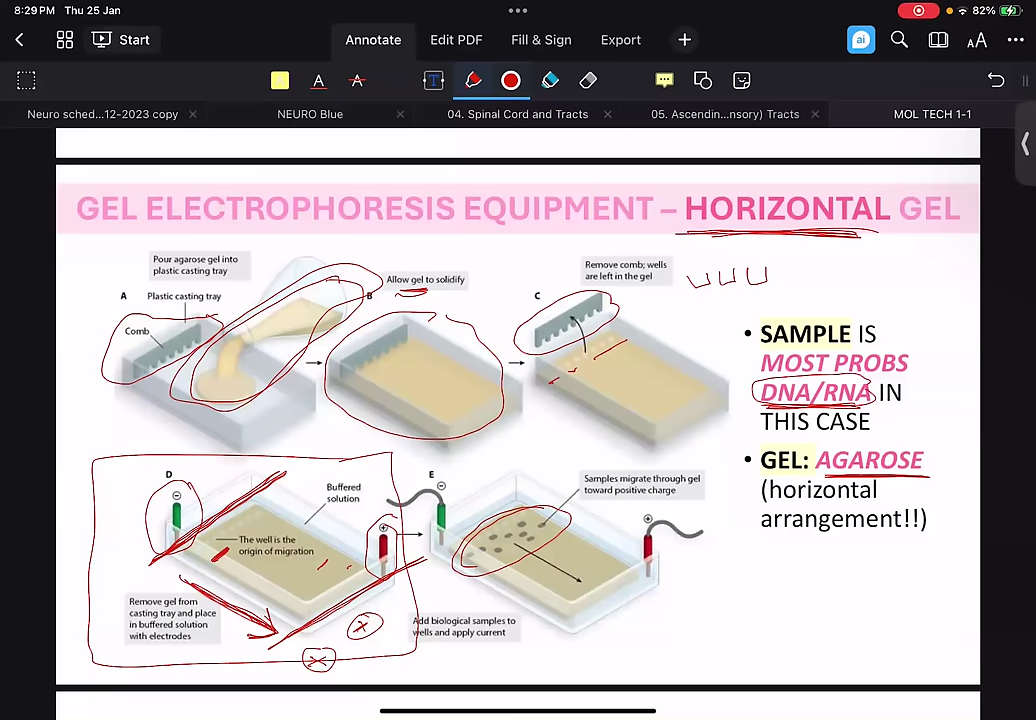 8:29 PM Thu 25 Jan
82%
Start
Annotate
Edit PDF
Fill & Sign
Export
ai
AA
Neuro sched...12-2023 copy
NEURO Blue
04. Spinal Cord and Tracts
05. Ascendin...nsory) Tracts
MOL TECH 1-1
GEL ELECTROPHORESIS EQUIPMENT – HORIZONTAL GEL
Pour agarose gel into
plastic casting tray
A
Plastic casting tray
Comb
B
Allow gel to solidify
C
Remove comb; wells
are left in the gel
• SAMPLE IS
MOST PROBS
DNA/RNA IN
THIS CASE
• GEL: AGAROSE
(horizontal
arrangement!!)
D
Buffered
solution
The well is the
origin of migration
Remove gel from
casting tray and place
in buffered solution
with electrodes
E
Samples migrate through gel
toward positive charge
Add biological samples to
wells and apply current